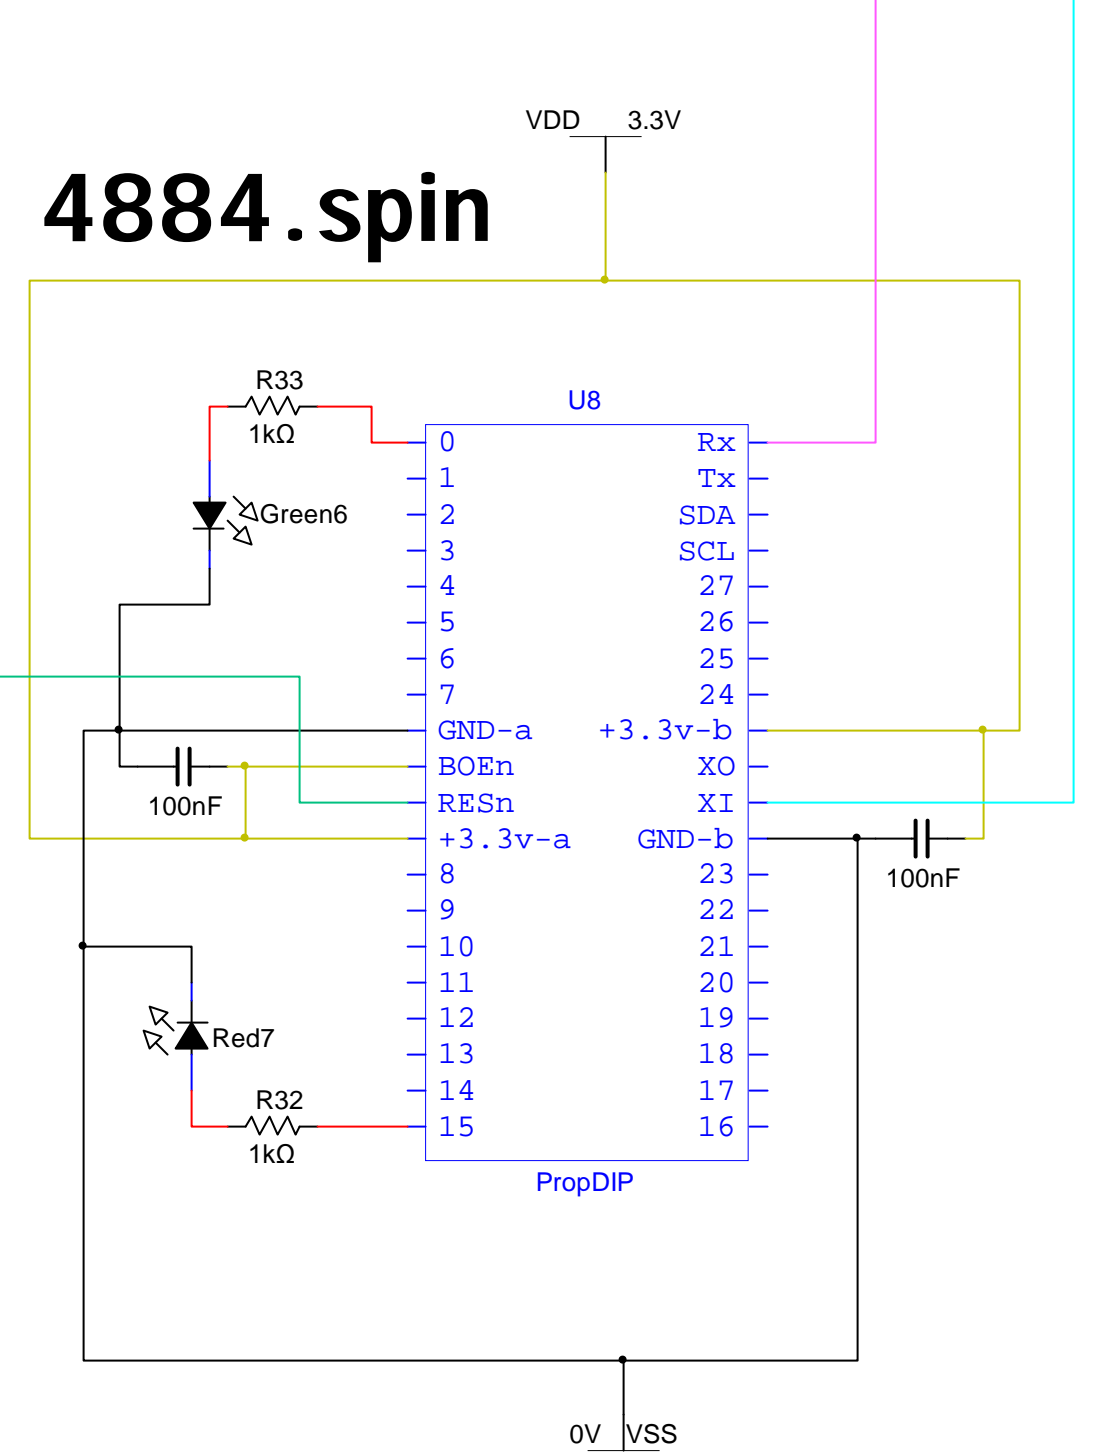 VDD 3.3V
4884.spin
R33
1kΩ
U8
Green6
0 Rx
1 Tx
2 SDA
3 SCL
4 27
5 26
6 25
7 24
GND-a +3.3v-b
BOEn XO
RESn XI
+3.3v-a GND-b
100nF
100nF
8 23
9 22
10 21
11 20
12 19
13 18
14 17
15 16
Red7
R32
1kΩ
PropDIP
0V VSS